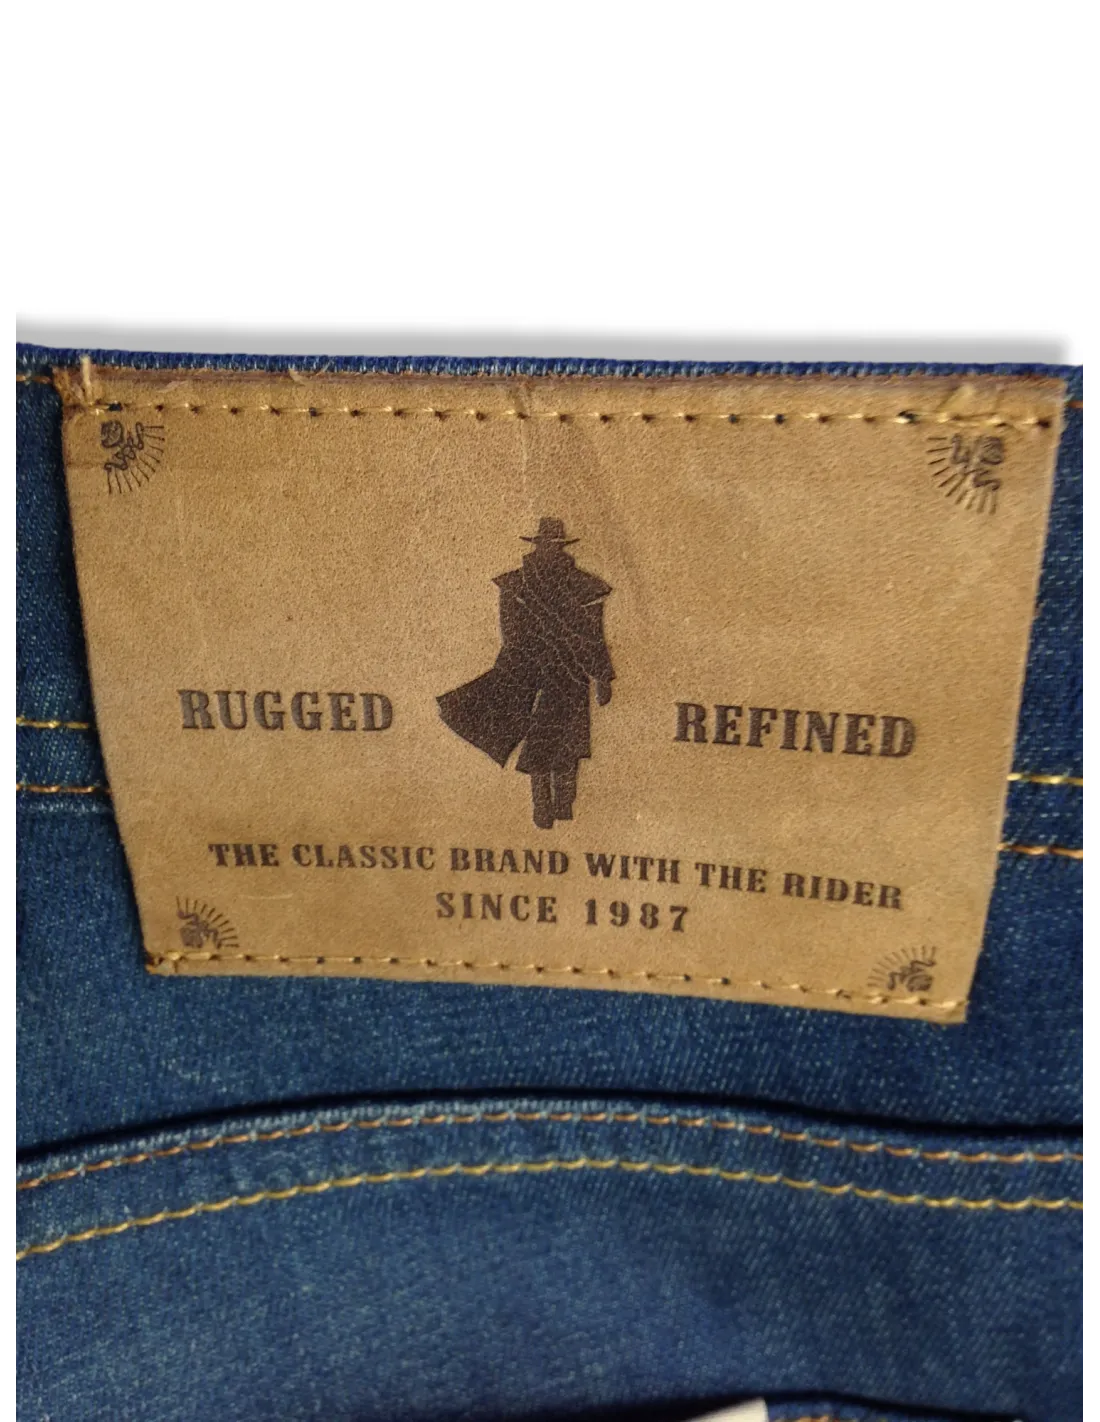 RUGGED REFINED
THE CLASSIC BRAND WITH THE RIDER
SINCE 1987